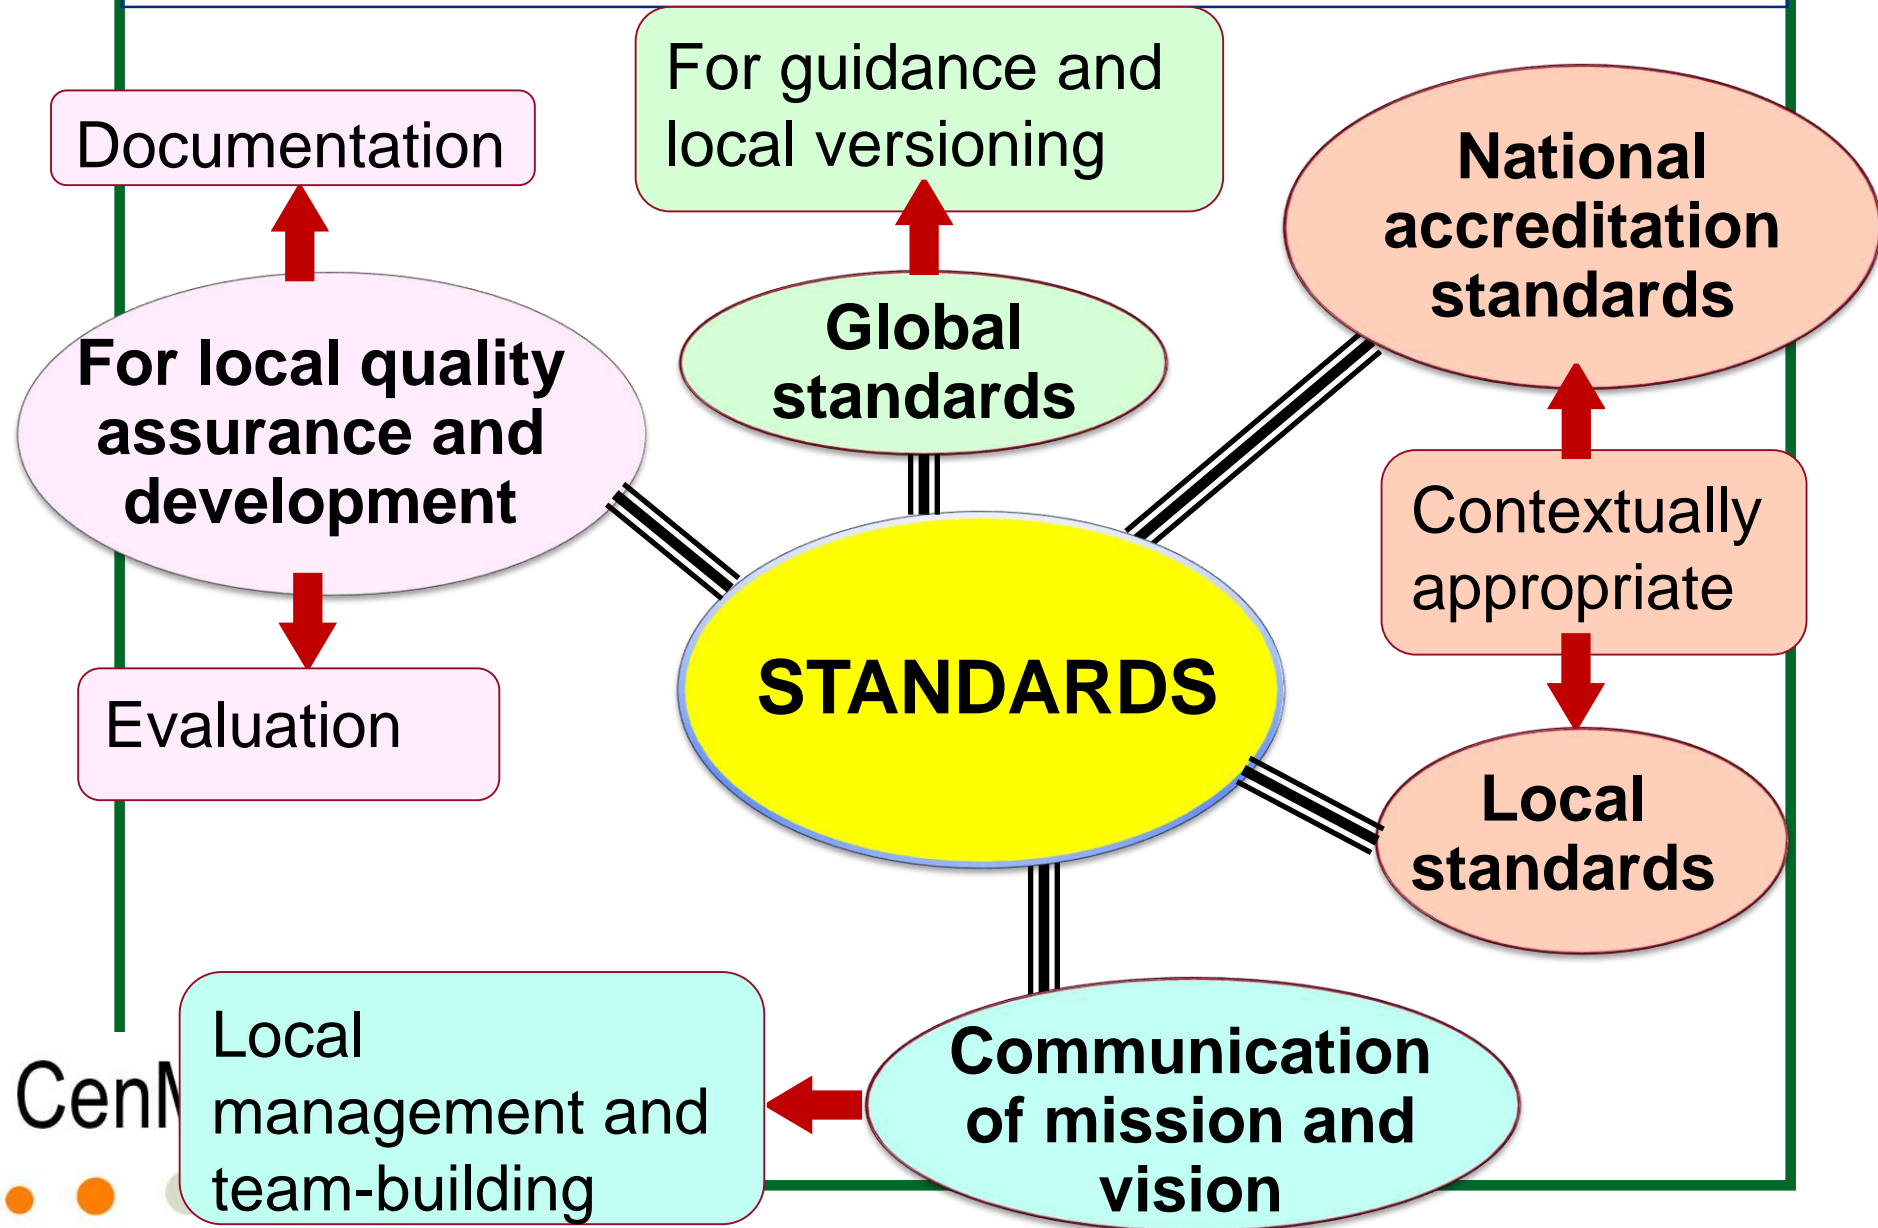 For guidance and
local versioning
Documentation
National
accreditation
standards
Global
standards
For local quality
assurance and
development
Contextually
appropriate
STANDARDS
Evaluation
Local
standards
Local
management and
team-building
Communication
of mission and
vision